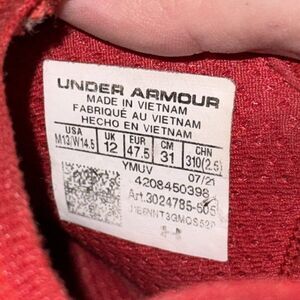 UNDER ARMOUR
MADE IN VIETNAM
FABRIQUÉ AU VIETNAM
HECHO EN VIETNAM
USA UK EUR CM CHN
M13/W14.5 12 47.5 31 310(2.5)
YMUV 07/21
4208450398
Art.3024785-605